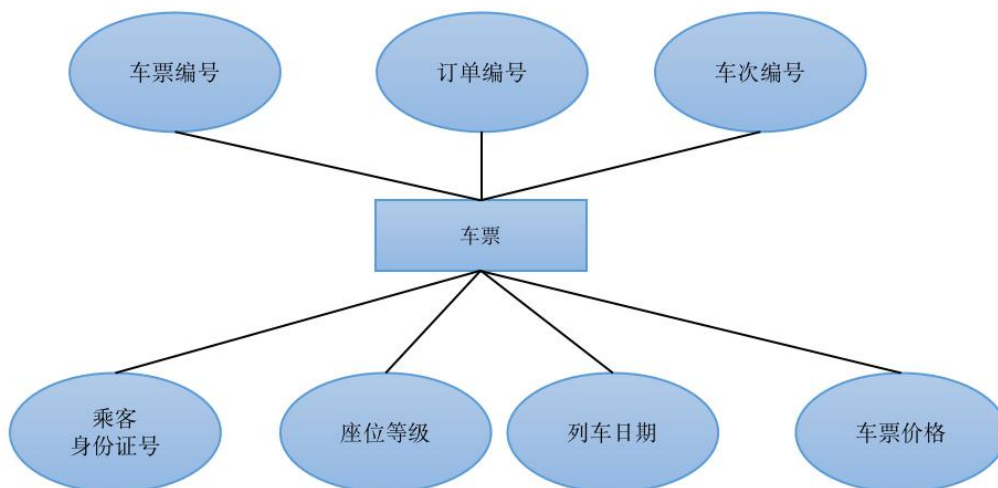 车票编号
订单编号
车次编号
车票
乘客
身份证号
座位等级
列车日期
车票价格